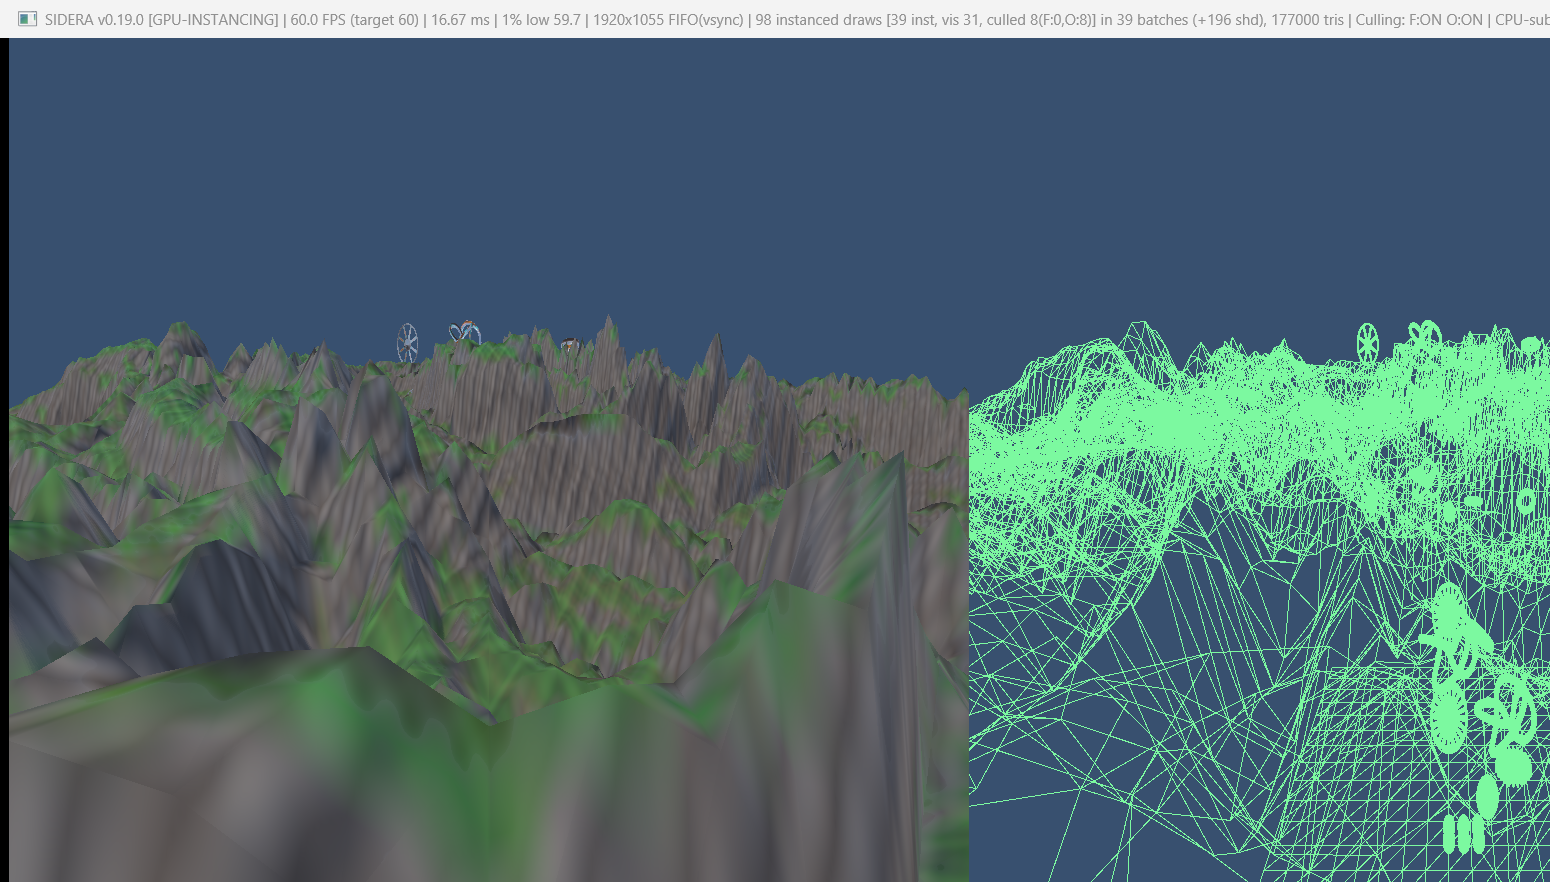 SIDERA v0.19.0 [GPU-INSTANCING] | 60.0 FPS (target 60) | 16.67 ms | 1% low 59.7 | 1920x1055 FIFO(vsync) | 98 instanced draws [39 inst, vis 31, culled 8(F:0,O:8)] in 39 batches (+196 shd), 177000 tris | Culling: F:ON O:ON | CPU-sub